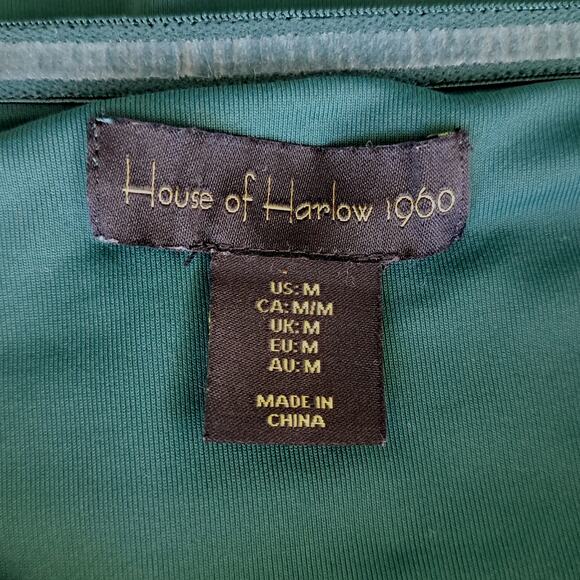 House of Harlow 1960
US: M
CA: M/M
UK: M
EU: M
AU: M
MADE IN
CHINA